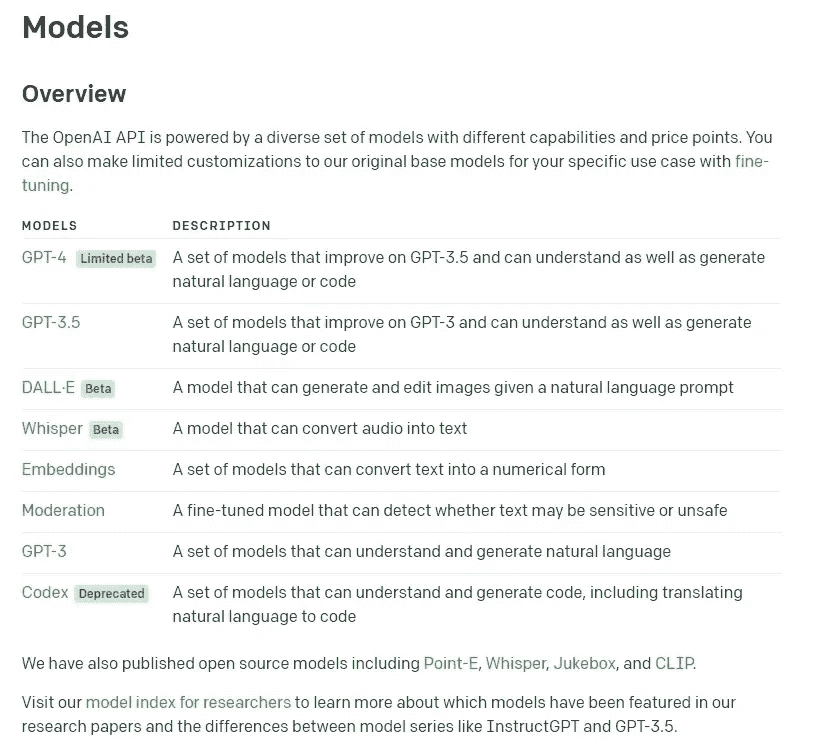 Models
Overview
The OpenAI API is powered by a diverse set of models with different capabilities and price points. You
can also make limited customizations to our original base models for your specific use case with fine-
tuning.
MODELS DESCRIPTION
GPT-4 Limited beta A set of models that improve on GPT-3.5 and can understand as well as generate
natural language or code
GPT-3.5 A set of models that improve on GPT-3 and can understand as well as generate
natural language or code
DALL·E Beta A model that can generate and edit images given a natural language prompt
Whisper Beta A model that can convert audio into text
Embeddings A set of models that can convert text into a numerical form
Moderation A fine-tuned model that can detect whether text may be sensitive or unsafe
GPT-3 A set of models that can understand and generate natural language
Codex Deprecated A set of models that can understand and generate code, including translating
natural language to code
We have also published open source models including Point-E, Whisper, Jukebox, and CLIP.
Visit our model index for researchers to learn more about which models have been featured in our
research papers and the differences between model series like InstructGPT and GPT-3.5.